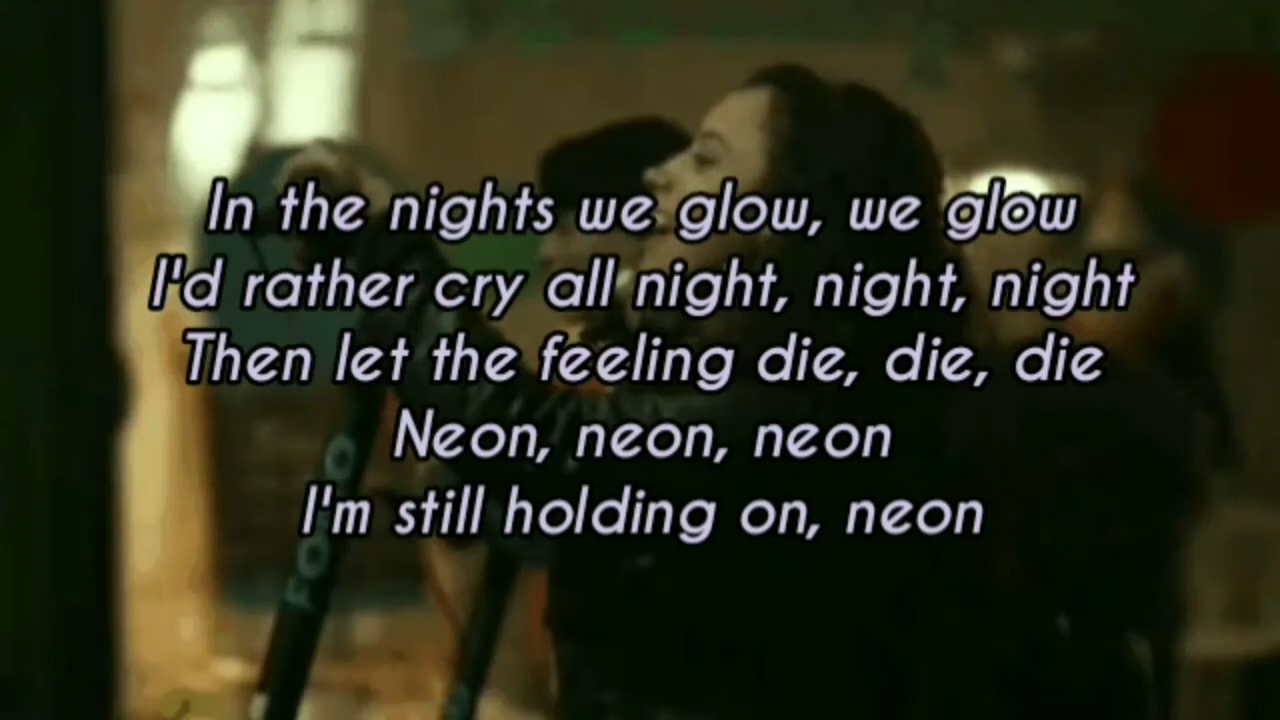 In the nights we glow, we glow
I'd rather cry all night, night, night
Then let the feeling die, die, die
Neon, neon, neon
I'm still holding on, neon